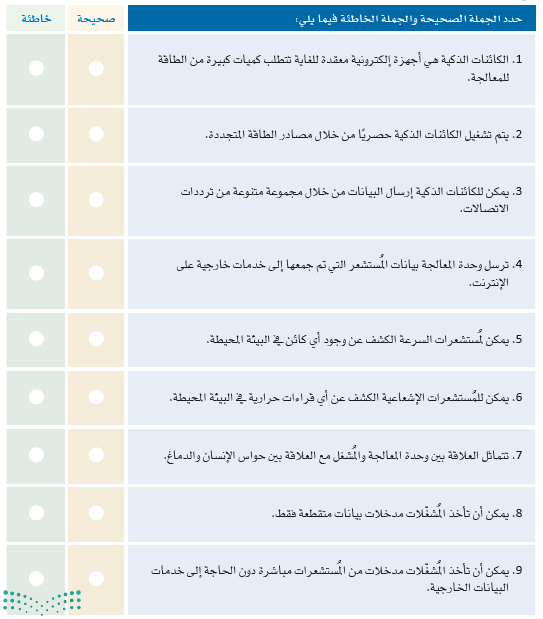 حدد الجملة الصحيحة والجملة الخاطئة فيما يلي: صحيحة خاطئة
1. الكائنات الذكية هي أجهزة إلكترونية معقدة للغاية تتطلب كميات كبيرة من الطاقة
للمعالجة.
2. يتم تشغيل الكائنات الذكية حصريًا من خلال مصادر الطاقة المتجددة.
3. يمكن للكائنات الذكية إرسال البيانات من خلال مجموعة متنوعة من ترددات
الاتصالات.
4. ترسل وحدة المعالجة بيانات المُستشعر التي تم جمعها إلى خدمات خارجية على
الإنترنت.
5. يمكن لمُستشعرات السرعة الكشف عن وجود أي كائن في البيئة المحيطة.
6. يمكن للمُستشعرات الإشعاعية الكشف عن أي قراءات حرارية في البيئة المحيطة.
7. تتماثل العلاقة بين وحدة المعالجة والمُشغل مع العلاقة بين حواس الإنسان والدماغ.
8. يمكن أن تأخذ المُشغّلات مدخلات بيانات متقطعة فقط.
9. يمكن أن تأخذ المُشغّلات مدخلات من المُستشعرات مباشرة دون الحاجة إلى خدمات
البيانات الخارجية.